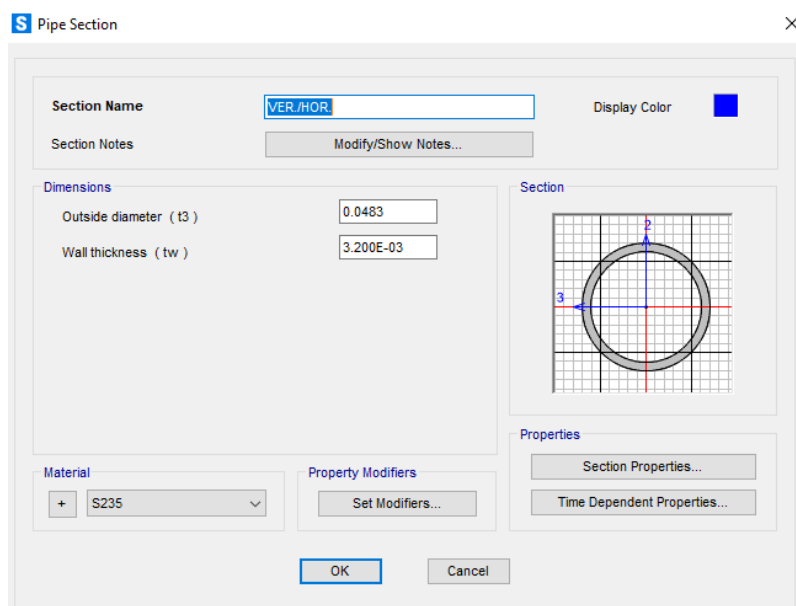 S Pipe Section
Section Name VER./HOR. Display Color
Section Notes Modify/Show Notes...
Dimensions
Outside diameter ( t3 ) 0.0483
Wall thickness ( tw ) 3.200E-03
Section
2
3
Properties
Section Properties...
Time Dependent Properties...
Material
+ S235
Property Modifiers
Set Modifiers...
OK Cancel